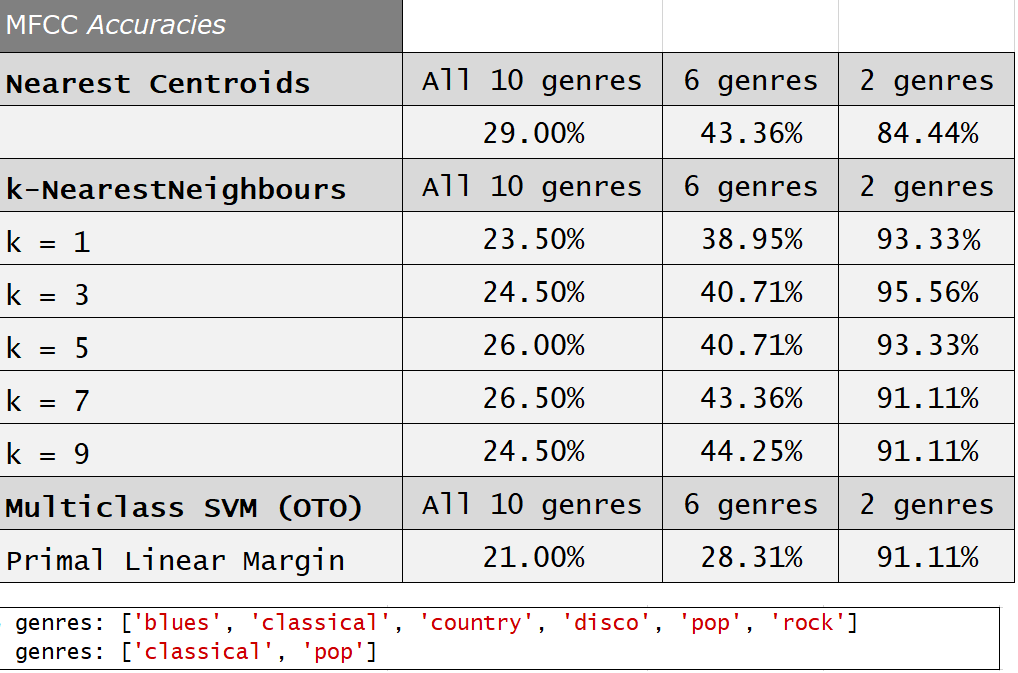 MFCC Accuracies
Nearest Centroids All 10 genres 6 genres 2 genres
29.00% 43.36% 84.44%
k-NearestNeighbours All 10 genres 6 genres 2 genres
k = 1 23.50% 38.95% 93.33%
k = 3 24.50% 40.71% 95.56%
k = 5 26.00% 40.71% 93.33%
k = 7 26.50% 43.36% 91.11%
k = 9 24.50% 44.25% 91.11%
Multiclass SVM (OTO) All 10 genres 6 genres 2 genres
Primal Linear Margin 21.00% 28.31% 91.11%
genres: ['blues', 'classical', 'country', 'disco', 'pop', 'rock']
genres: ['classical', 'pop']